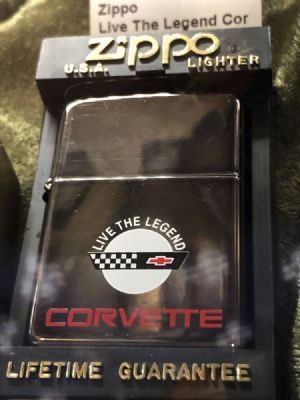 Zippo
Live The Legend Cor
zippo
U.S.A. LIGHTER
LIVE THE LEGEND
CORVETTE
LIFETIME GUARANTEE